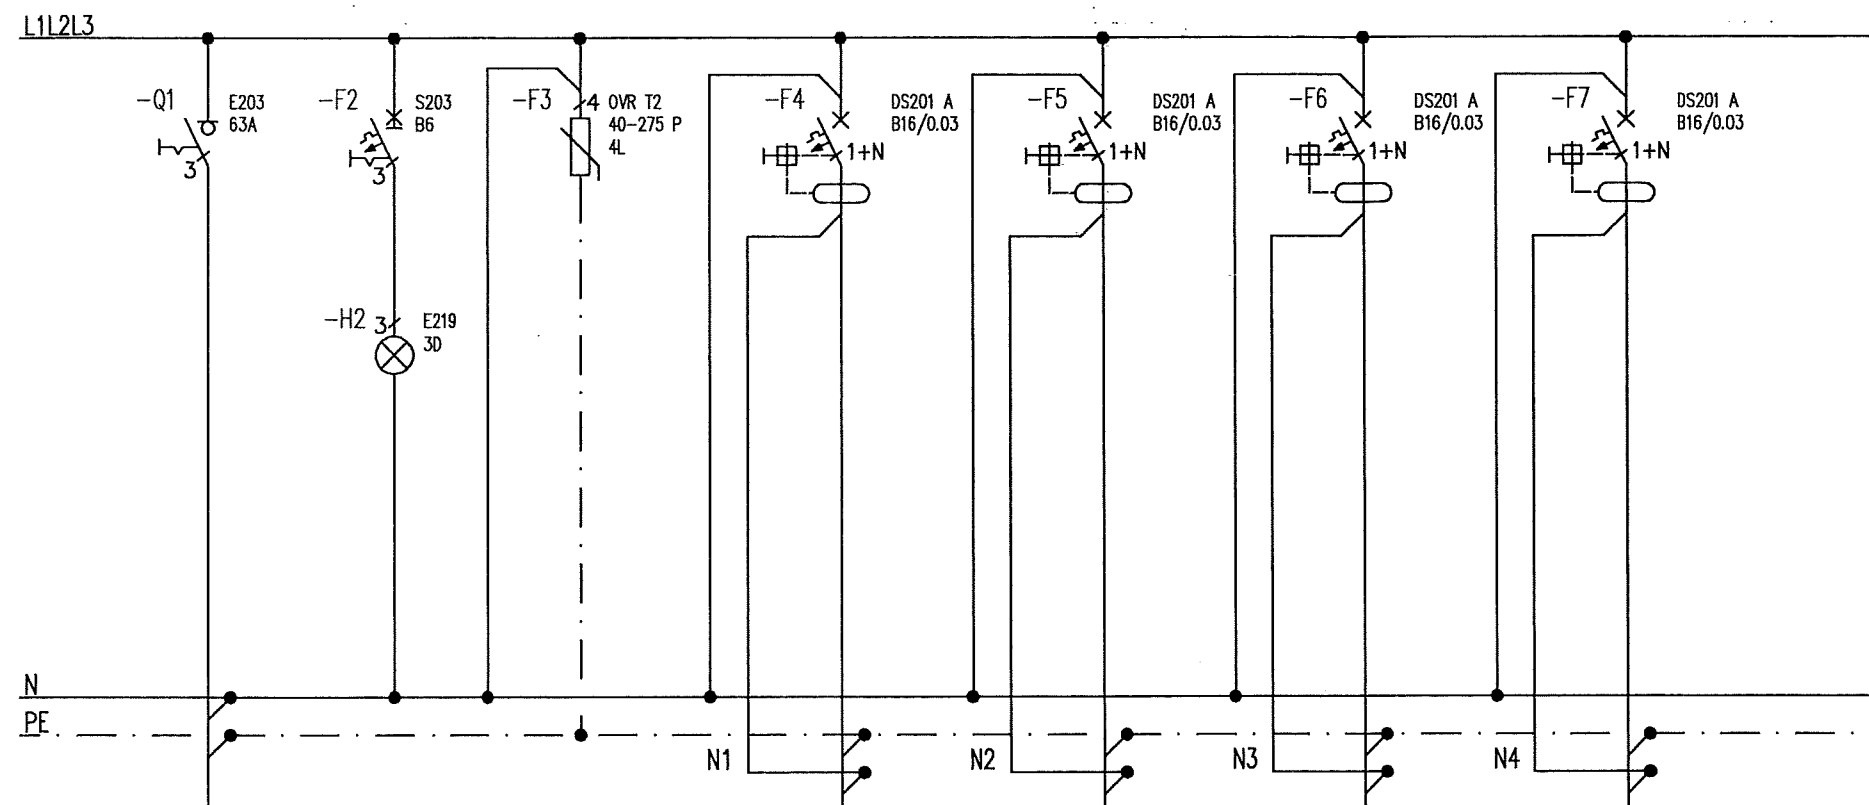 L1L2L3
-Q1
E203
63A
3
-F2
S203
B6
3
-H2
3
E219
3D
-F3
4
OVR T2
40-275 P
4L
-F4
DS201 A
B16/0.03
1+N
-F5
DS201 A
B16/0.03
1+N
-F6
DS201 A
B16/0.03
1+N
-F7
DS201 A
B16/0.03
1+N
N
PE
N1
N2
N3
N4